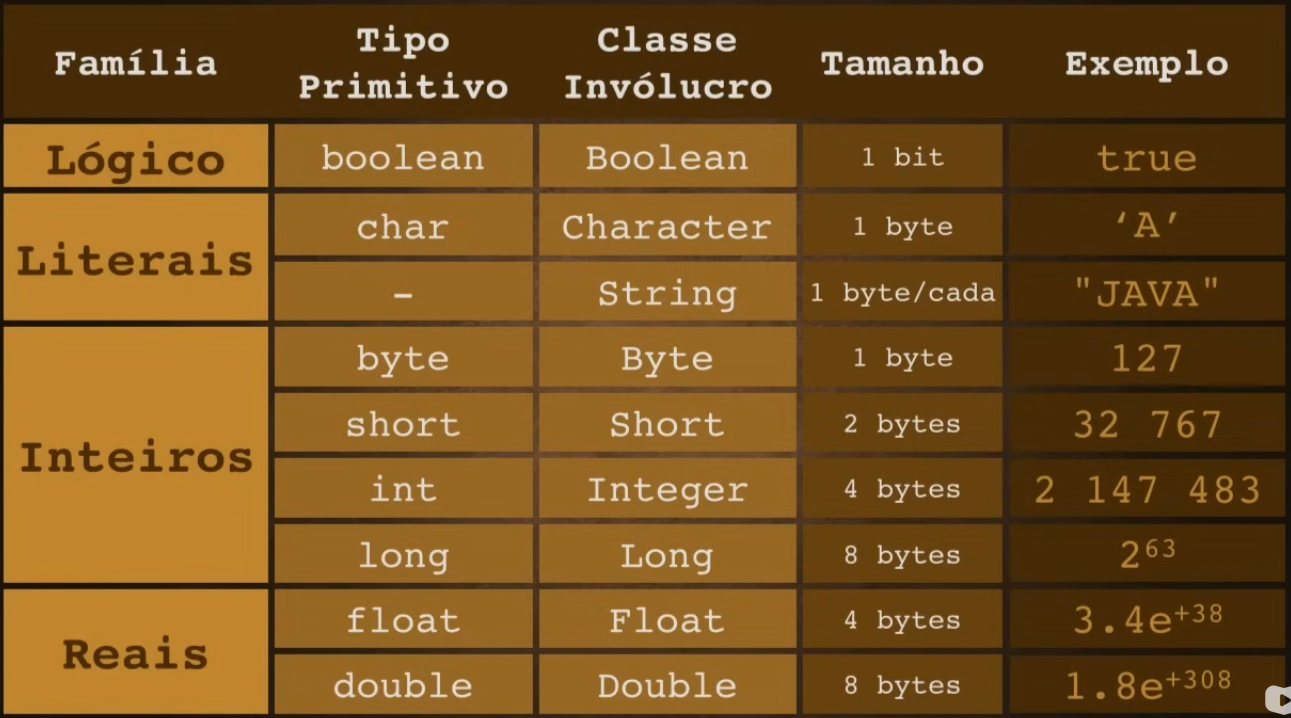 Família
Tipo
Primitivo
Classe
Invólucro
Tamanho
Exemplo
Lógico
boolean
Boolean
1 bit
true
Literais
char
Character
1 byte
‘A’
–
String
1 byte/cada
"JAVA"
Inteiros
byte
Byte
1 byte
127
short
Short
2 bytes
32 767
int
Integer
4 bytes
2 147 483
long
Long
8 bytes
2⁶³
Reais
float
Float
4 bytes
3.4e⁺³⁸
double
Double
8 bytes
1.8e⁺³⁰⁸